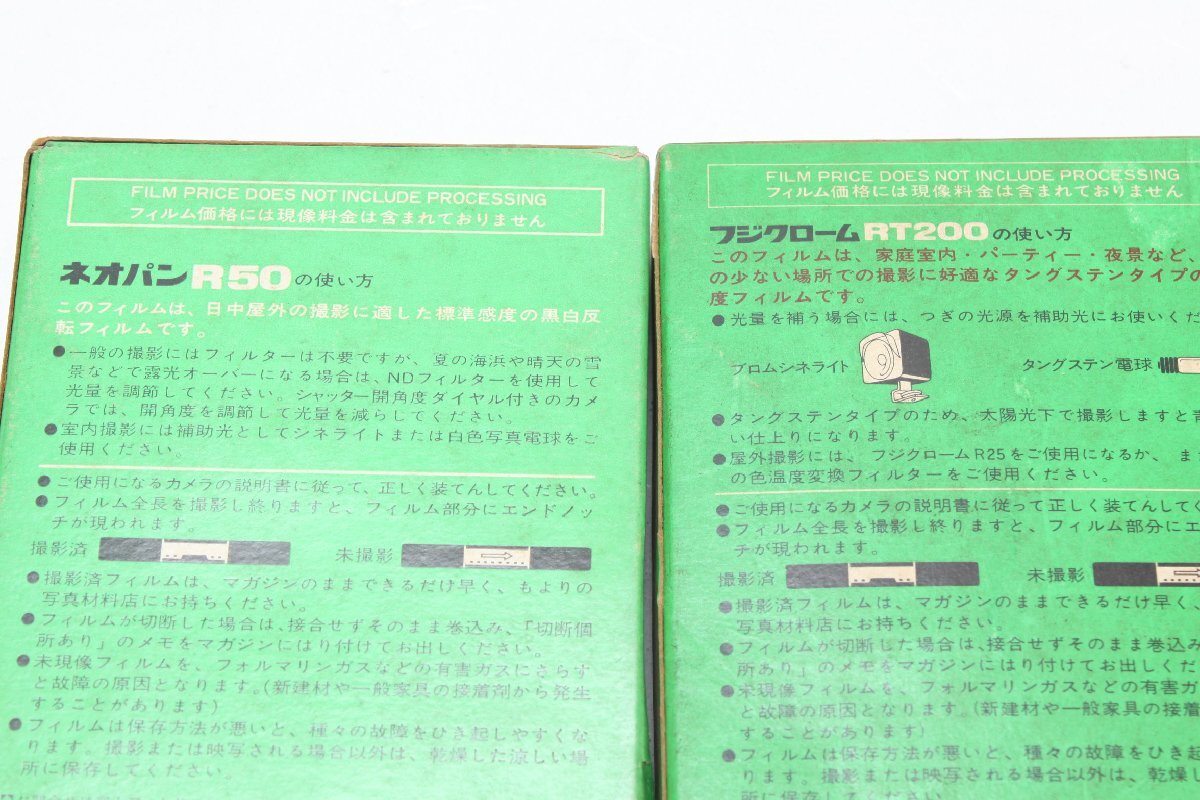 FILM PRICE DOES NOT INCLUDE PROCESSING
フィルム価格には現像料金は含まれておりません
ネオパンR50の使い方
このフィルムは、日中屋外の撮影に適した標準感度の黒白反
転フィルムです。
●一般の撮影にはフィルターは不要ですが、夏の海浜や晴天の雪
景などで露光オーバーになる場合は、NDフィルターを使用して
光量を調節してください。シャッター開角度ダイヤル付きのカメ
ラでは、開角度を調節して光量を減らしてください。
●室内撮影には補助光としてシネライトまたは白色写真電球をご
使用ください。
●ご使用になるカメラの説明書に従って、正しく装てんしてください。
●フィルム全長を撮影し終りますと、フィルム部分にエンドノッ
チが現われます。
撮影済 未撮影
●撮影済フィルムは、マガジンのままできるだけ早く、もよりの
写真材料店にお持ちください。
●フィルムが切断した場合は、接合せずそのまま巻込み、「切断個
所あり」のメモをマガジンにはり付けてお出しください。
●未現像フィルムを、フォルマリンガスなどの有害ガスにさらす
と故障の原因となります。(新建材や一般家具の接着剤から発生
することがあります)
●フィルムは保存方法が悪いと、種々の故障をひき起しやすくな
ります。撮影または映写される場合以外は、乾燥した涼しい場
所に保存してください。
FILM PRICE DOES NOT INCLUDE PROCESSING
フィルム価格には現像料金は含まれておりません
フジクロームRT200の使い方
このフィルムは、家庭室内・パーティー・夜景など、
の少ない場所での撮影に好適なタングステンタイプの
度フィルムです。
●光量を補う場合には、つぎの光源を補助光にお使いくだ
ブロムシネライト タングステン電球
●タングステンタイプのため、太陽光下で撮影しますと青
い仕上りになります。
●屋外撮影には、フジクロームR25をご使用になるか、ま
の色温度変換フィルターをご使用ください。
●ご使用になるカメラの説明書に従って正しく装てんしてく
●フィルム全長を撮影し終りますと、フィルム部分にエ
チが現われます。
撮影済 未撮影
●撮影済フィルムは、マガジンのままできるだけ早く、
写真材料店にお持ちください。
●フィルムが切断した場合は、接合せずそのまま巻込み
所あり」のメモをマガジンにはり付けてお出しくだ
●未現像フィルムを、フォルマリンガスなどの有害ガ
と故障の原因となります。(新建材や一般家具の接着
することがあります)
●フィルムは保存方法が悪いと、種々の故障をひき起
ります。撮影または映写される場合以外は、乾燥し
所に保存してください。